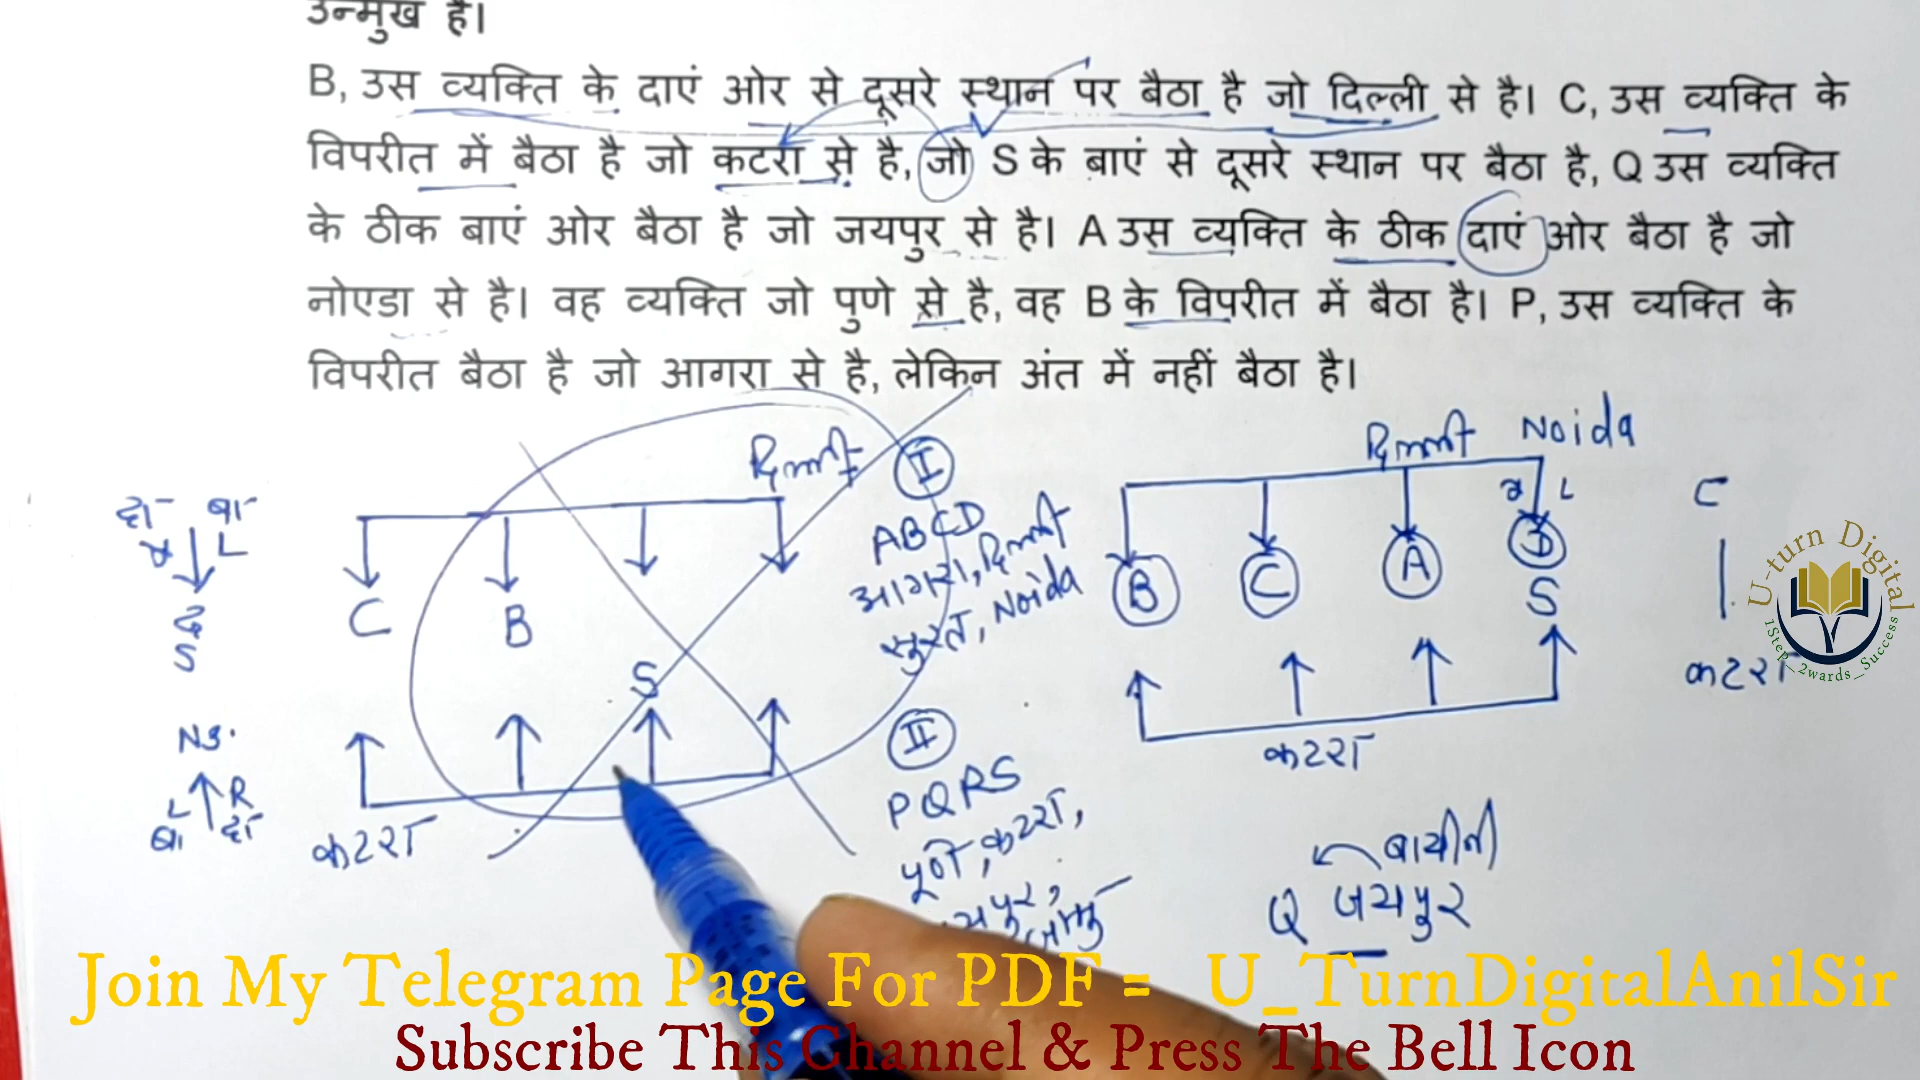 उन्मुख है।
B, उस व्यक्ति के दाएं ओर से दूसरे स्थान पर बैठा है जो दिल्ली से है। C, उस व्यक्ति के
विपरीत में बैठा है जो कटरा से है, जो S के बाएं से दूसरे स्थान पर बैठा है, Q उस व्यक्ति
के ठीक बाएं ओर बैठा है जो जयपुर से है। A उस व्यक्ति के ठीक दाएं ओर बैठा है जो
नोएडा से है। वह व्यक्ति जो पुणे से है, वह B के विपरीत में बैठा है। P, उस व्यक्ति के
विपरीत बैठा है जो आगरा से है, लेकिन अंत में नहीं बैठा है।
दिल्ली I
दिल्ली Noida
दा बा
L
द
S
C B
S
ABCD
आगरा, दिल्ली
सूरत, Noida
L
B C A D
S
C
कटरा
U-turn Digital
1Step_2wards_Success
L R
बा दा
कटरा
II
PQRS
पूणे, कटरा,
कटरा
Q जयपुर
Join My Telegram Page For PDF = U_TurnDigitalAnilSir
Subscribe This Channel & Press The Bell Icon